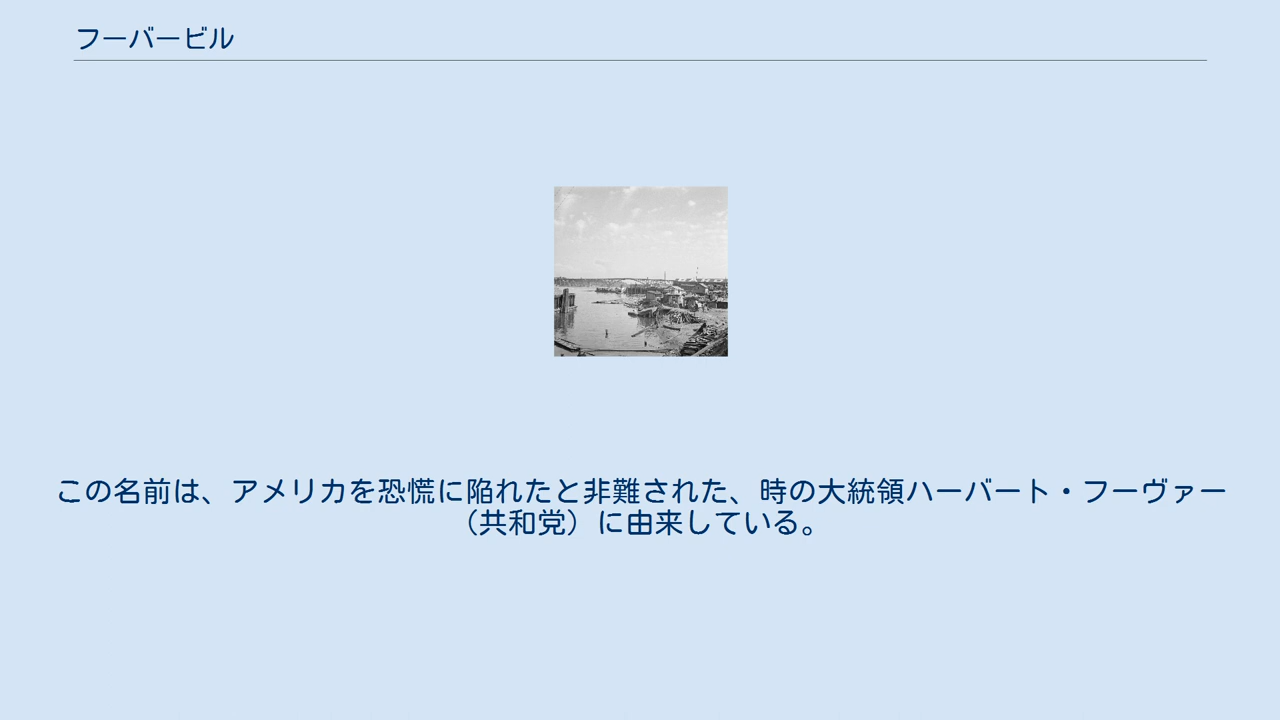 フーバービル
この名前は、アメリカを恐慌に陥れたと非難された、時の大統領ハーバート・フーヴァー
（共和党）に由来している。